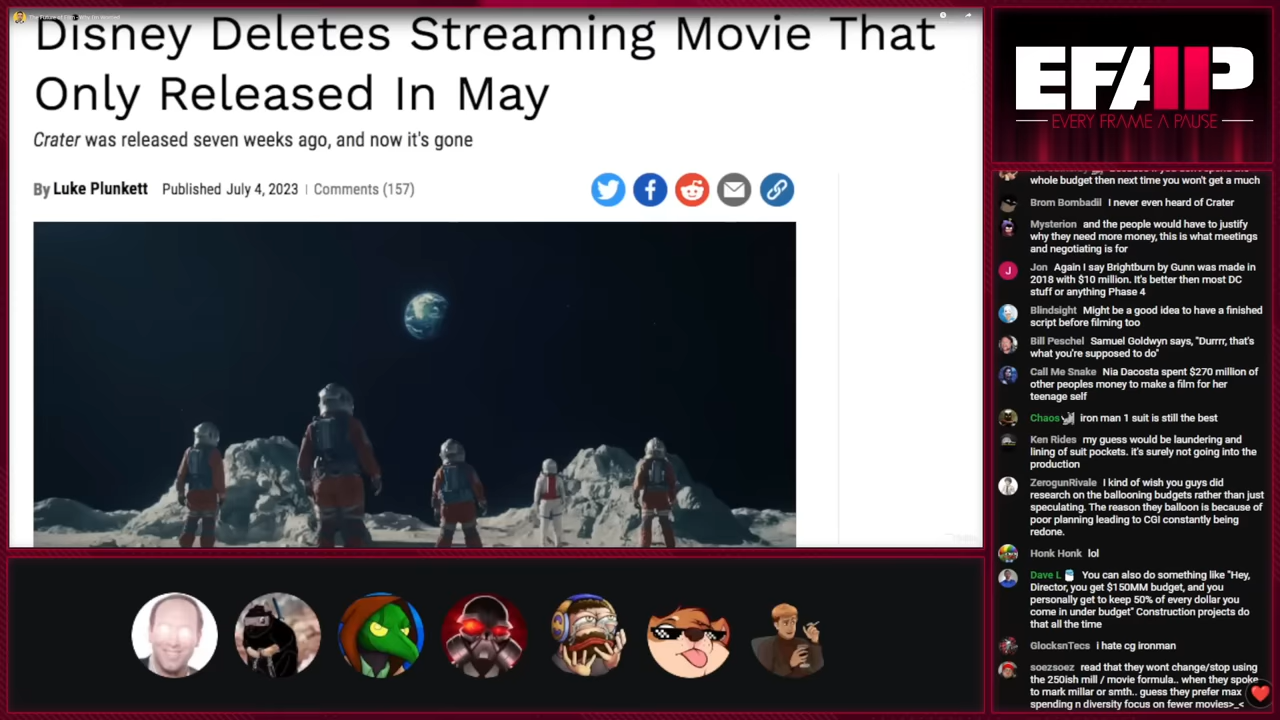 The Future of Film - Why I'm Worried
Disney Deletes Streaming Movie That
Only Released In May
Crater was released seven weeks ago, and now it's gone
By Luke Plunkett Published July 4, 2023 | Comments (157)
EFAP
EVERY FRAME A PAUSE
whole budget then next time you won't get a much
Brom Bombadil I never even heard of Crater
Mysterion and the people would have to justify
why they need more money, this is what meetings
and negotiating is for
J
Jon Again I say Brightburn by Gunn was made in
2018 with $10 million. It's better then most DC
stuff or anything Phase 4
Blindsight Might be a good idea to have a finished
script before filming too
Bill Peschel Samuel Goldwyn says, "Durrrr, that's
what you're supposed to do"
Call Me Snake Nia Dacosta spent $270 million of
other peoples money to make a film for her
teenage self
Chaos iron man 1 suit is still the best
Ken Rides my guess would be laundering and
lining of suit pockets. it's surely not going into the
production
ZerogunRivale I kind of wish you guys did
research on the ballooning budgets rather than just
speculating. The reason they balloon is because of
poor planning leading to CGI constantly being
redone.
Honk Honk lol
Dave L You can also do something like "Hey,
Director, you get $150MM budget, and you
personally get to keep 50% of every dollar you
come in under budget" Construction projects do
that all the time
GlocksnTecs I hate cg ironman
soezsoez read that they wont change/stop using
the 250ish mill / movie formula.. when they spoke
to mark millar or smth.. guess they prefer max
spending n diversity focus on fewer movies>_<